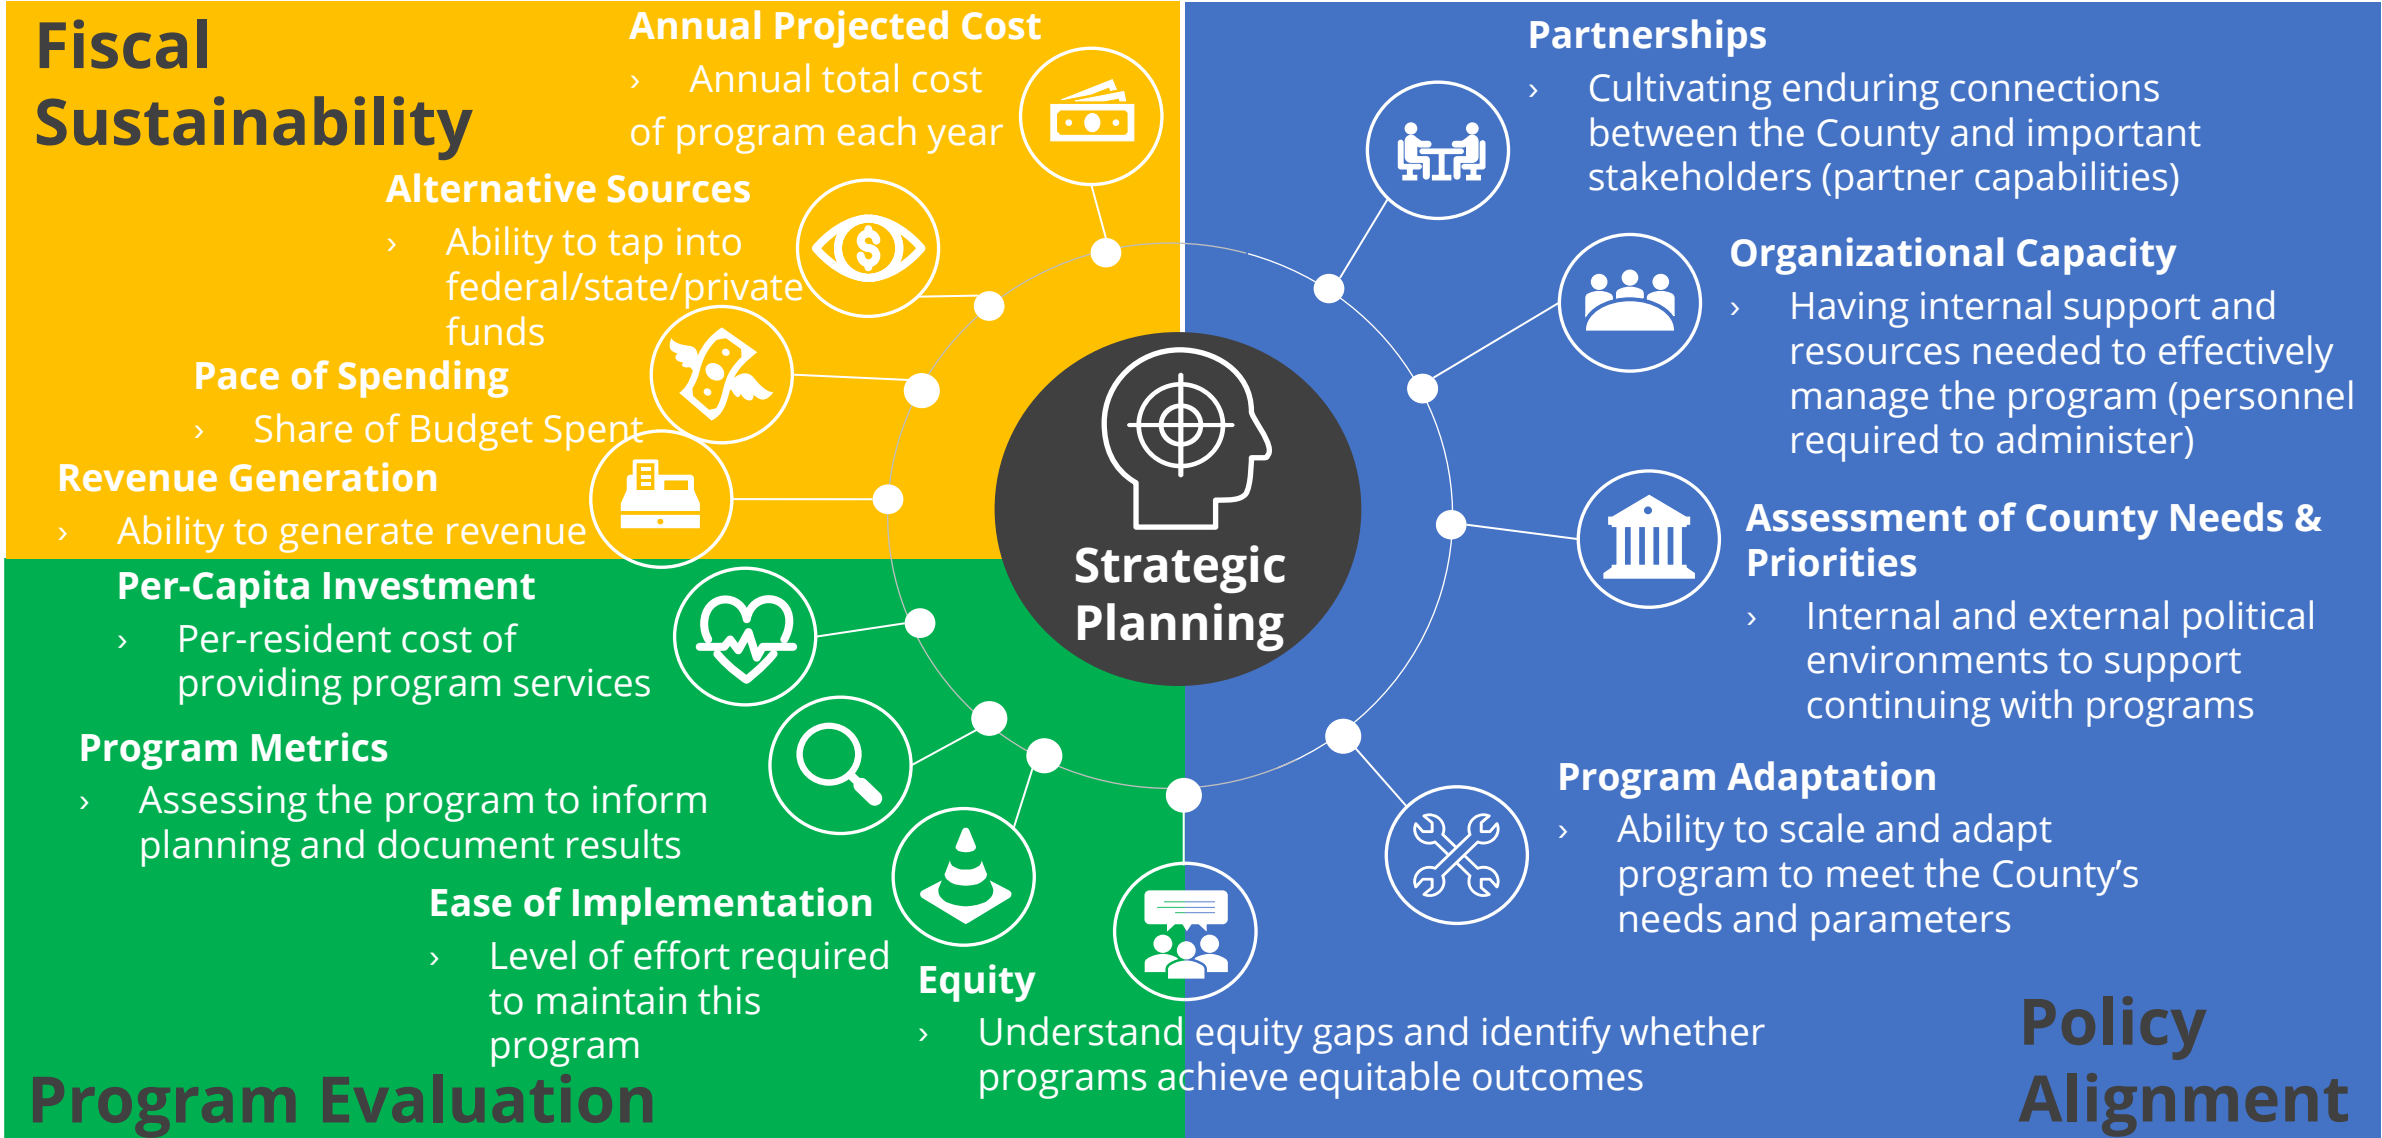 Fiscal
Sustainability
Annual Projected Cost
› Annual total cost
of program each year
Alternative Sources
› Ability to tap into
federal/state/private
funds
Pace of Spending
› Share of Budget Spent
Revenue Generation
› Ability to generate revenue
Per-Capita Investment
› Per-resident cost of
providing program services
Program Metrics
› Assessing the program to inform
planning and document results
Ease of Implementation
› Level of effort required
to maintain this
program
Program Evaluation
Strategic
Planning
Equity
› Understand equity gaps and identify whether
programs achieve equitable outcomes
Partnerships
› Cultivating enduring connections
between the County and important
stakeholders (partner capabilities)
Organizational Capacity
› Having internal support and
resources needed to effectively
manage the program (personnel
required to administer)
Assessment of County Needs &
Priorities
› Internal and external political
environments to support
continuing with programs
Program Adaptation
› Ability to scale and adapt
program to meet the County’s
needs and parameters
Policy
Alignment